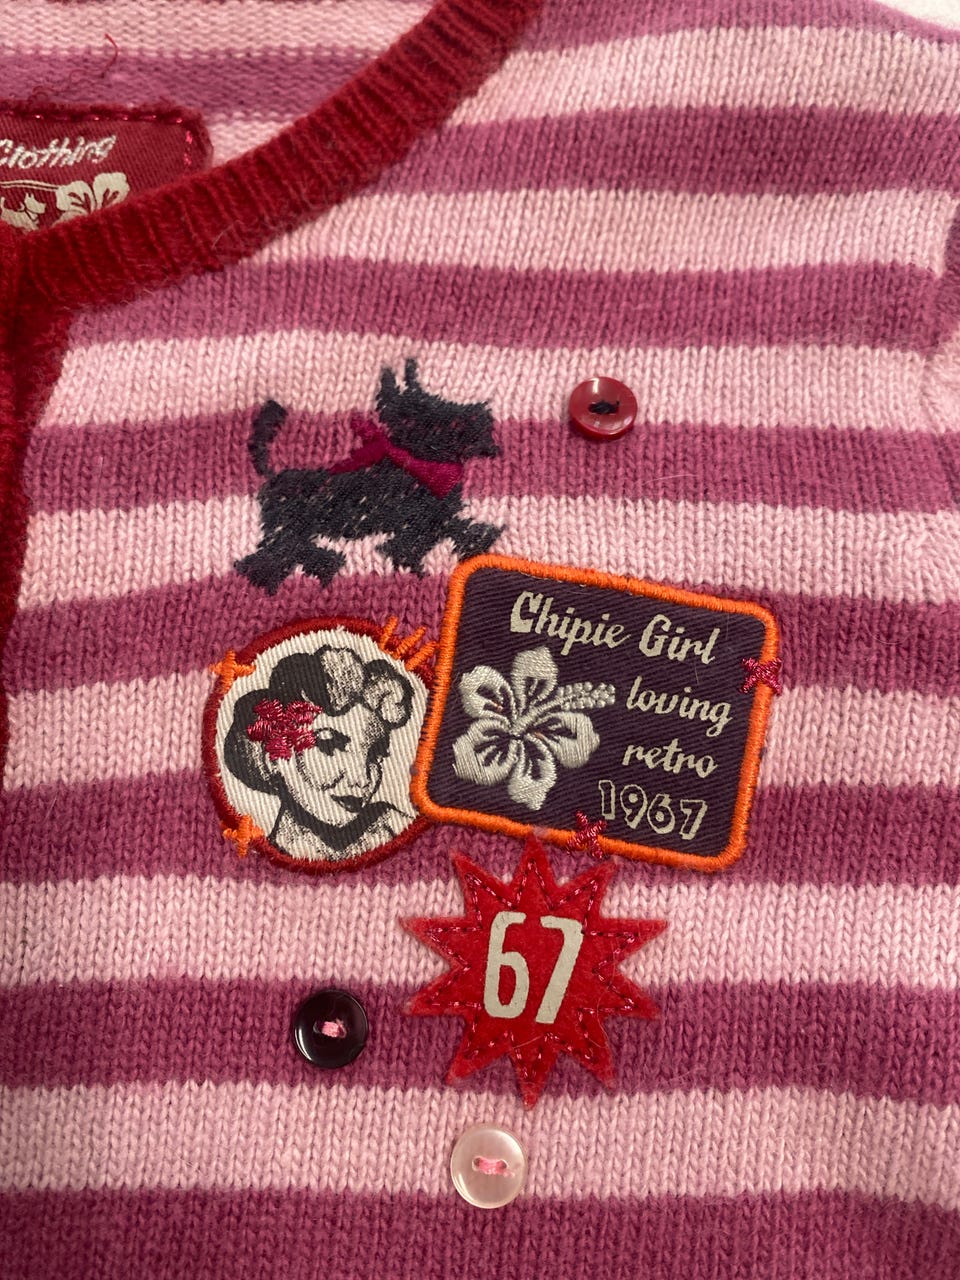 Clothing
Chipie Girl
loving
retro
1967
67